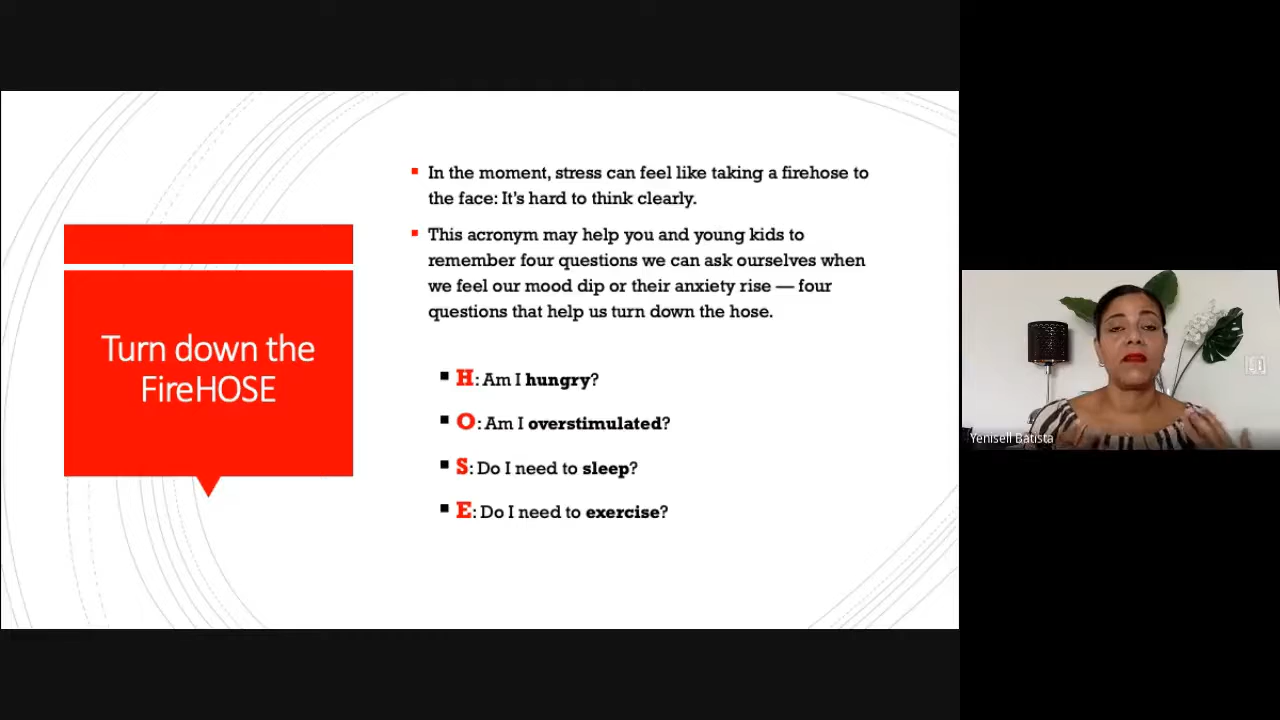 Turn down the
FireHOSE
In the moment, stress can feel like taking a firehose to
the face: It's hard to think clearly.
This acronym may help you and young kids to
remember four questions we can ask ourselves when
we feel our mood dip or their anxiety rise — four
questions that help us turn down the hose.
H: Am I hungry?
O: Am I overstimulated?
S: Do I need to sleep?
E: Do I need to exercise?
Yenisell Batista